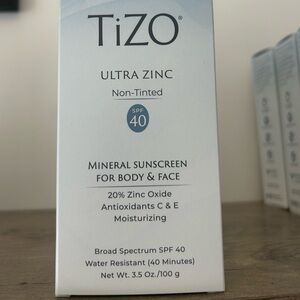 TiZO®
ULTRA ZINC
Non-Tinted
SPF
40
MINERAL SUNSCREEN
FOR BODY & FACE
20% Zinc Oxide
Antioxidants C & E
Moisturizing
Broad Spectrum SPF 40
Water Resistant (40 Minutes)
Net Wt. 3.5 Oz./100 g